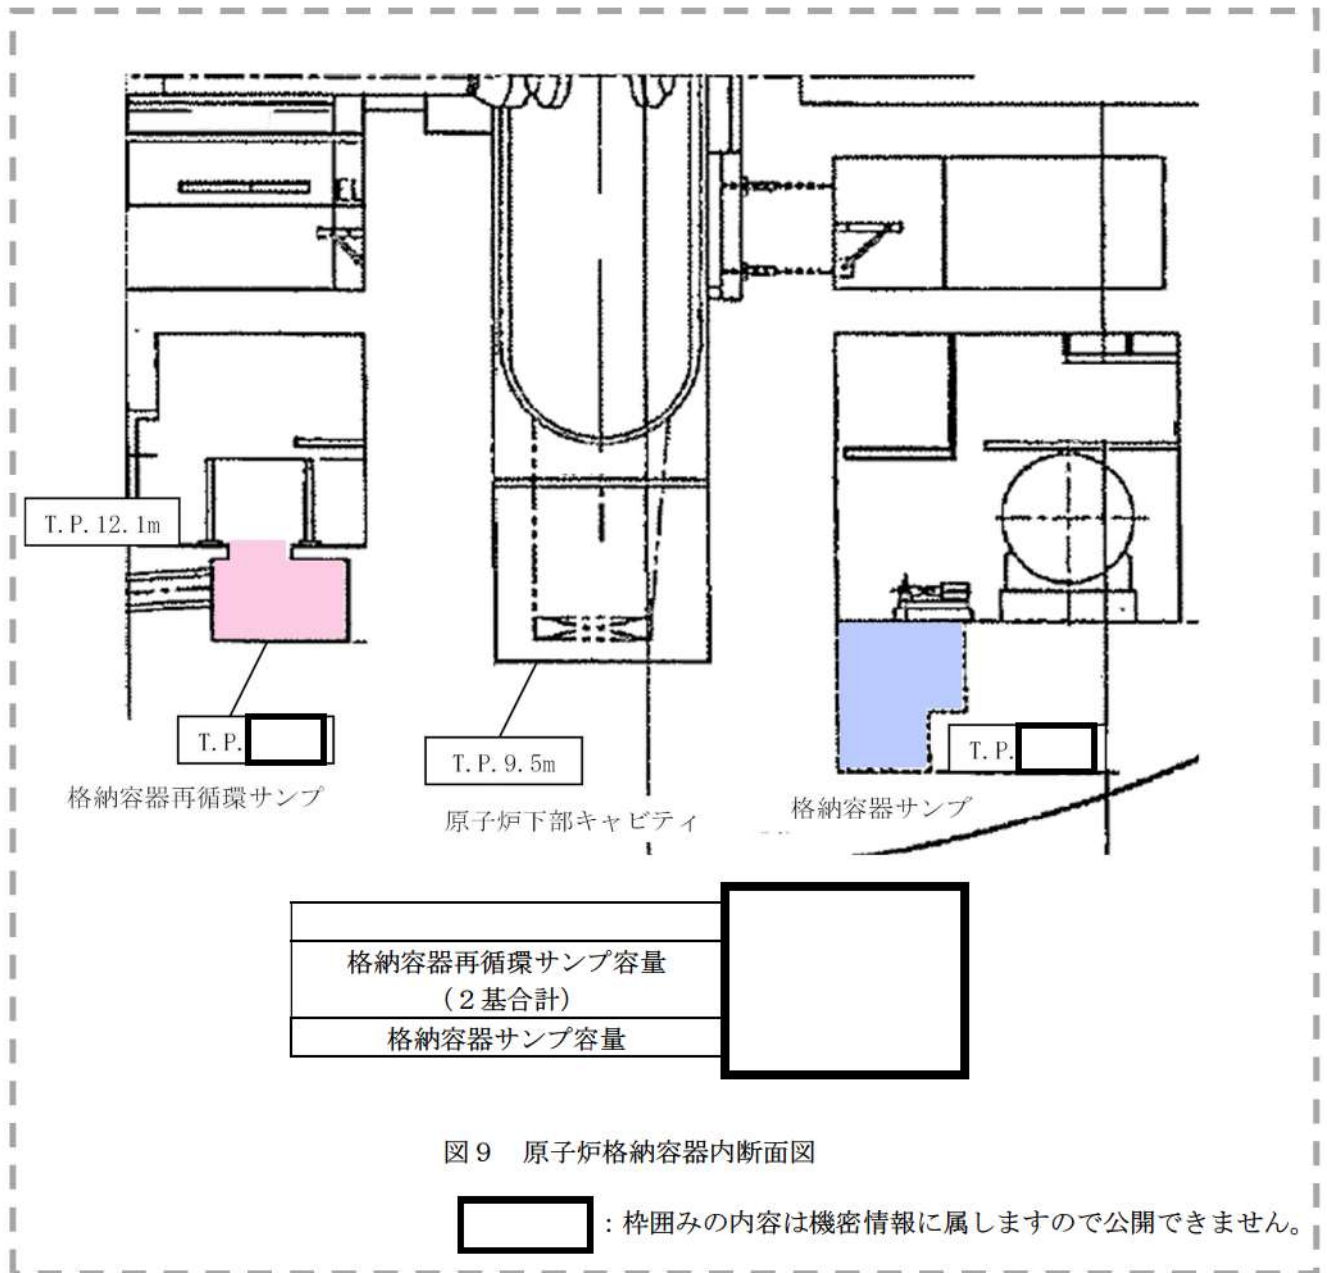 EL
T.P.12.1m
T.P.
T.P.9.5m
T.P.
格納容器再循環サンプ
原子炉下部キャビティ
格納容器サンプ
格納容器再循環サンプ容量
(2基合計)
格納容器サンプ容量
図9 原子炉格納容器内断面図
:枠囲みの内容は機密情報に属しますので公開できません。